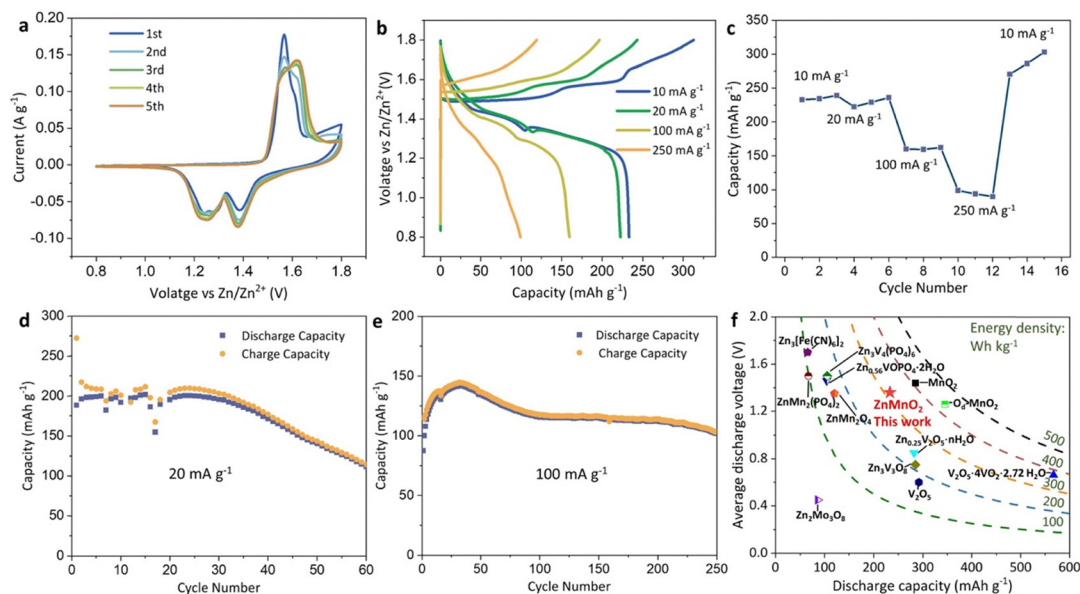 a
Current (A g⁻¹)
0.20
0.15
0.10
0.05
0.00
-0.05
-0.10
1st
2nd
3rd
4th
5th
0.8
1.0
1.2
1.4
1.6
1.8
Volatge vs Zn/Zn²⁺ (V)
b
Volatge vs Zn/Zn²⁺(V)
1.8
1.6
1.4
1.2
1.0
0.8
10 mA g⁻¹
20 mA g⁻¹
100 mA g⁻¹
250 mA g⁻¹
0
50
100
150
200
250
300
Capacity (mAh g⁻¹)
c
Capacity (mAh g⁻¹)
350
300
250
200
150
100
50
0
10 mA g⁻¹
10 mA g⁻¹
20 mA g⁻¹
100 mA g⁻¹
250 mA g⁻¹
0
2
4
6
8
10
12
14
16
Cycle Number
d
Capacity (mAh g⁻¹)
300
250
200
150
100
50
0
Discharge Capacity
Charge Capacity
20 mA g⁻¹
0
10
20
30
40
50
60
Cycle Number
e
200
150
100
50
0
Discharge Capacity
Charge Capacity
100 mA g⁻¹
0
50
100
150
200
250
Cycle Number
f
Average discharge voltage (V)
2.0
1.6
1.2
0.8
0.4
0.0
Energy density:
Wh kg⁻¹
Zn₃[Fe(CN)₆]₂
Zn₃V₄(PO₄)₆
Zn₀.₅₆VOPO₄·2H₂O
MnO₂
ZnMn₂(PO₄)₂
ZnMn₂O₄
ZnMnO₂
This work
Zn₀.₂₅V₂O₅·nH₂O
Zn₃V₃O₈
V₂O₅·4VO₂·2.72 H₂O
V₂O₅
Zn₂Mo₃O₈
500
400
300
200
100
0
100
200
300
400
500
600
Discharge capacity (mAh g⁻¹)